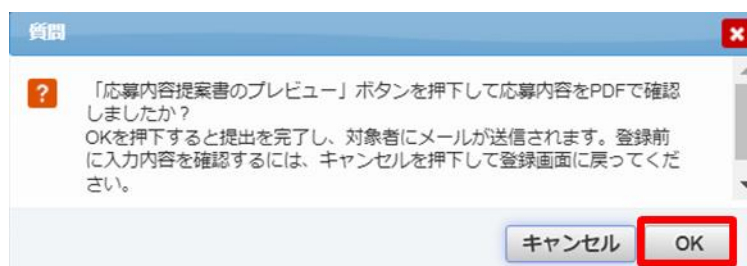 質問
?
「応募内容提案書のプレビュー」ボタンを押下して応募内容をPDFで確認
しましたか？
OKを押下すると提出を完了し、対象者にメールが送信されます。登録前
に入力内容を確認するには、キャンセルを押下して登録画面に戻ってくだ
さい。
キャンセル OK